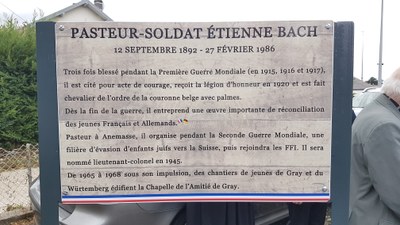 PASTEUR-SOLDAT ÉTIENNE BACH
12 SEPTEMBRE 1892 - 27 FÉVRIER 1986
Trois fois blessé pendant la Première Guerre Mondiale (en 1915, 1916 et 1917),
il est cité pour acte de courage, reçoit la légion d'honneur en 1920 et est fait
chevalier de l'ordre de la couronne belge avec palmes.
Dès la fin de la guerre, il entreprend une œuvre importante de réconciliation
des jeunes Français et Allemands.
Pasteur à Anemasse, il organise pendant la Seconde Guerre Mondiale, une
filière d'évasion d'enfants juifs vers la Suisse, puis rejoindra les FFI. Il sera
nommé lieutenant-colonel en 1945.
De 1965 à 1968 sous son impulsion, des chantiers de jeunes de Gray et du
Würtemberg édifient la Chapelle de l'Amitié de Gray.